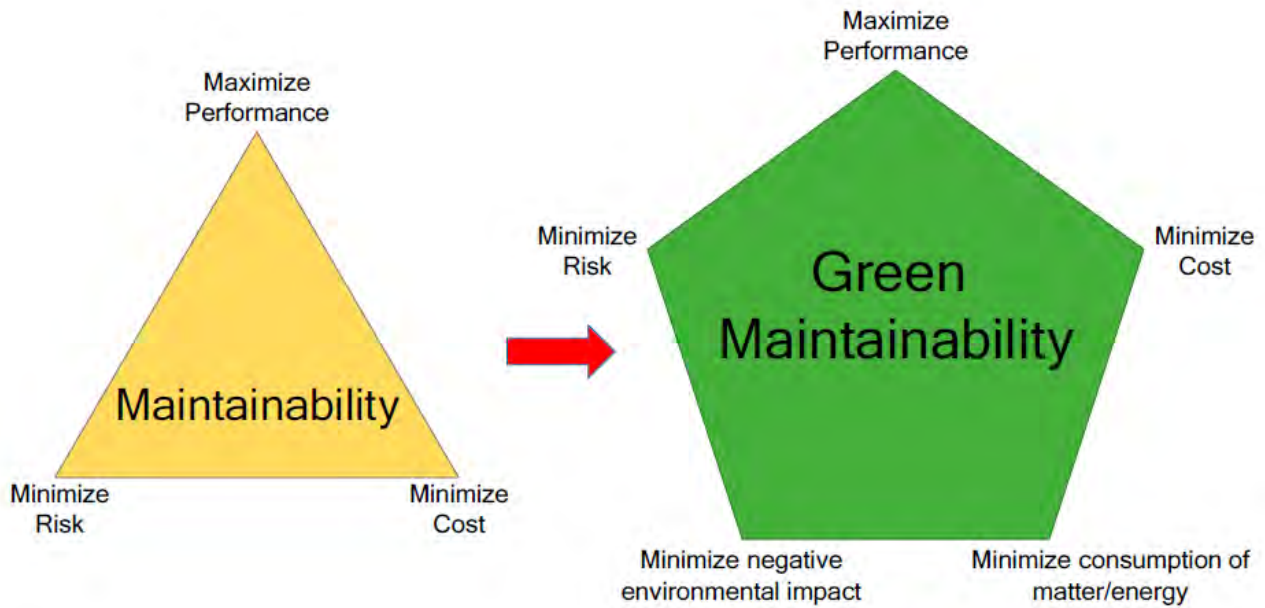 Maximize
Performance
Maintainability
Minimize
Risk
Minimize
Cost
Maximize
Performance
Minimize
Risk
Minimize
Cost
Green
Maintainability
Minimize negative
environmental impact
Minimize consumption of
matter/energy